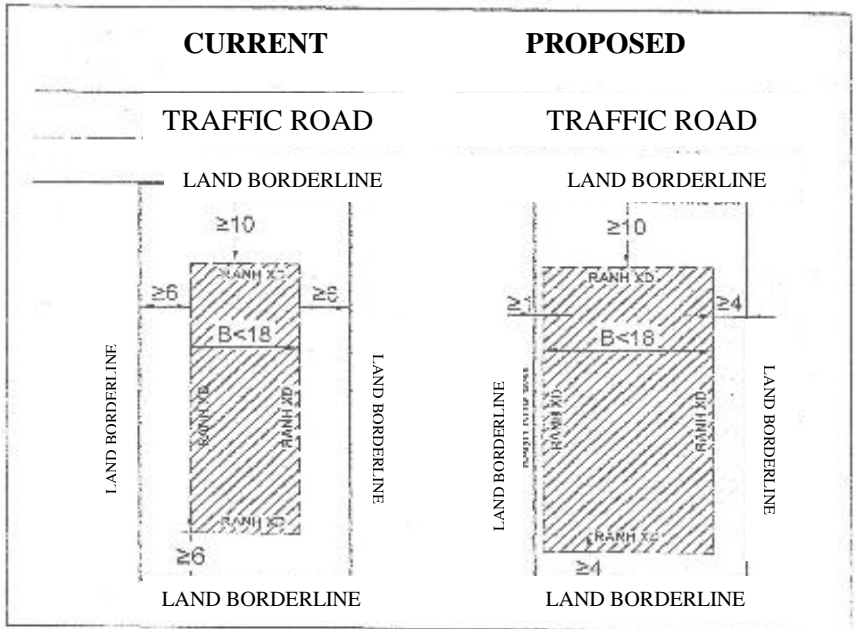 CURRENT
PROPOSED
TRAFFIC ROAD
TRAFFIC ROAD
LAND BORDERLINE
LAND BORDERLINE
≥10
RANH XD
≥6
B<18
LAND BORDERLINE
RANH XD
RANH XD
LAND BORDERLINE
RANH XD
≥6
LAND BORDERLINE
≥10
RANH XD
≥4
B<18
LAND BORDERLINE
RANH XD
RANH XD
LAND BORDERLINE
RANH XD
≥4
LAND BORDERLINE